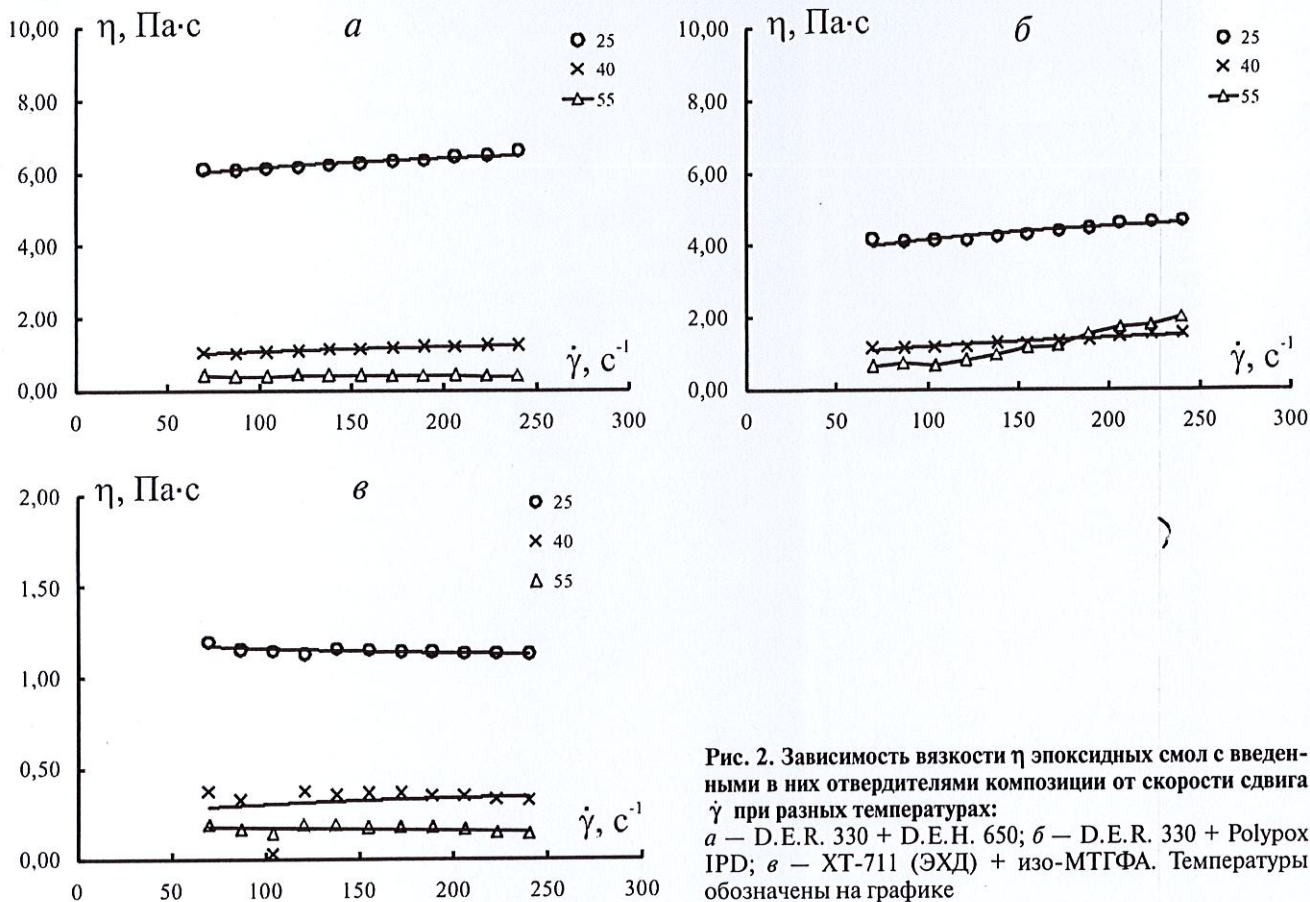 η, Па·с
а
10,00
8,00
6,00
4,00
2,00
0,00
0 50 100 150 200 250 300
γ̇, с⁻¹
25
40
55
η, Па·с
б
10,00
8,00
6,00
4,00
2,00
0,00
0 50 100 150 200 250 300
γ̇, с⁻¹
25
40
55
η, Па·с
в
2,00
1,50
1,00
0,50
0,00
0 50 100 150 200 250 300
γ̇, с⁻¹
25
40
55
Рис. 2. Зависимость вязкости η эпоксидных смол с введен-
ными в них отвердителями композиции от скорости сдвига
γ̇ при разных температурах:
а — D.E.R. 330 + D.E.H. 650; б — D.E.R. 330 + Polypox
IPD; в — ХТ-711 (ЭХД) + изо-МТГФА. Температуры
обозначены на графике